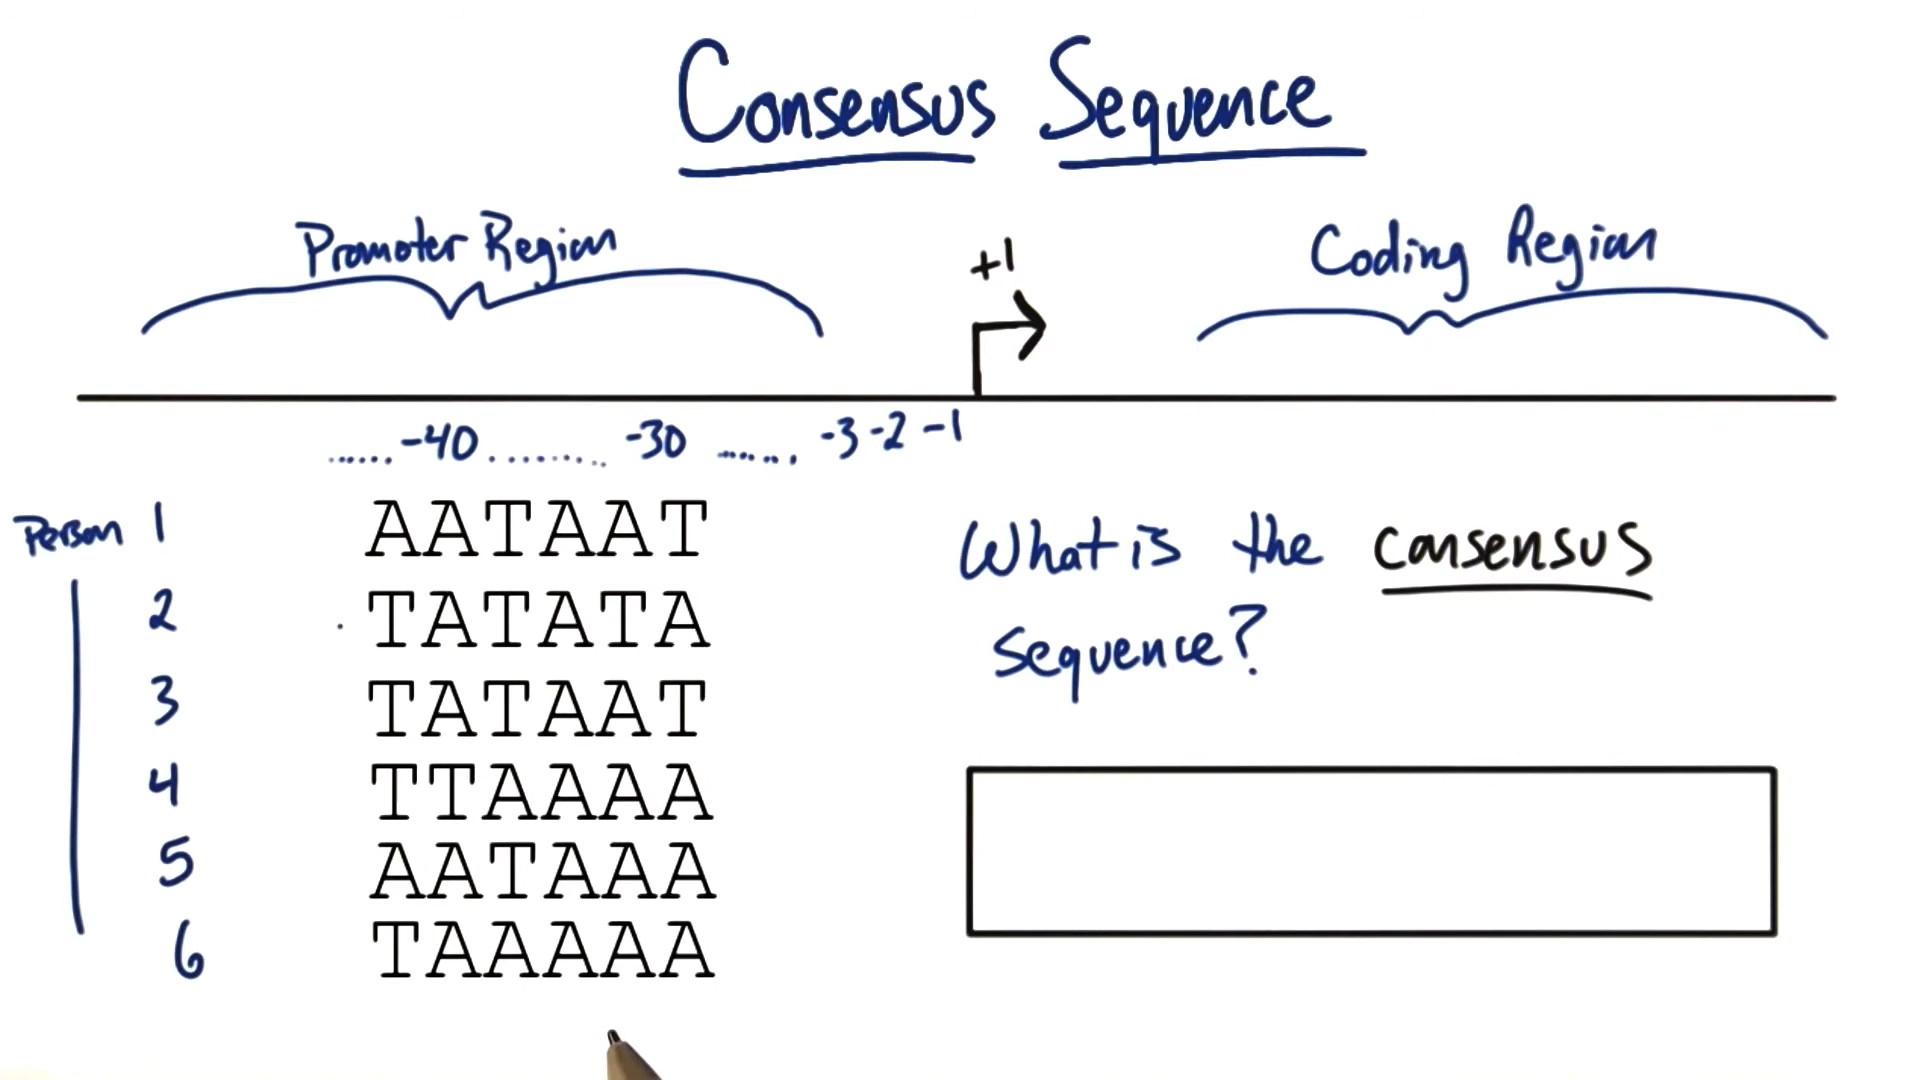 Consensus Sequence
Promoter Region
+1
Coding Region
......-40.........-30.......-3 -2 -1
Person 1 AATAAT
2 TATATA
3 TATAAT
4 TTAAAA
5 AATAAA
6 TAAAAA
What is the consensus
sequence?